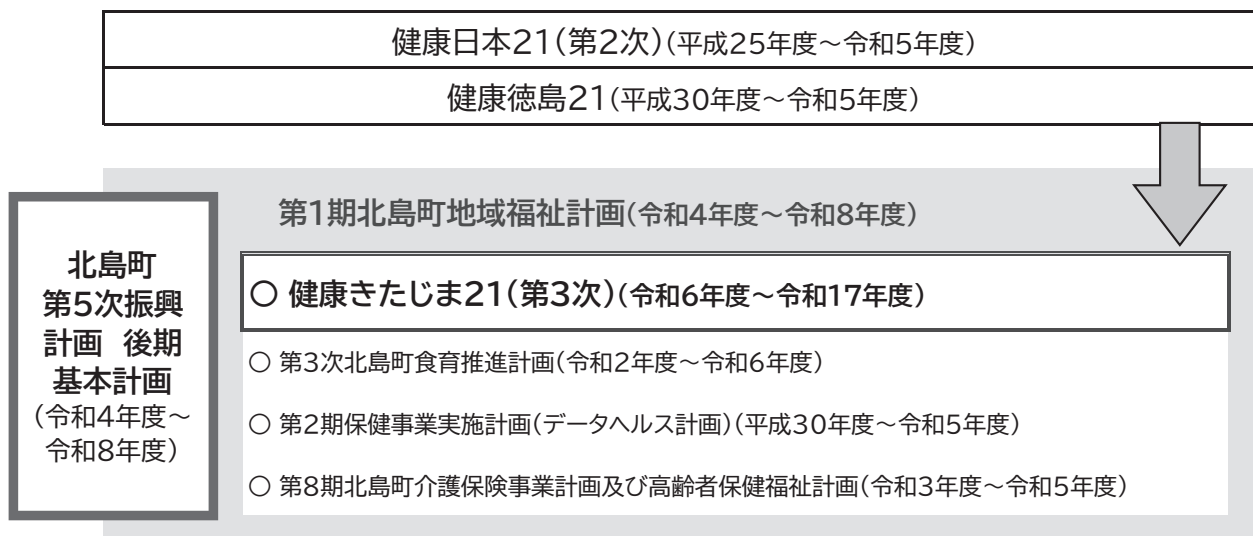 健康日本21(第2次)(平成25年度～令和5年度)
健康徳島21(平成30年度～令和5年度)
第1期北島町地域福祉計画(令和4年度～令和8年度)
北島町
第5次振興
計画　後期
基本計画
(令和4年度～
令和8年度)
○ 健康きたじま21(第3次)(令和6年度～令和17年度)
○ 第3次北島町食育推進計画(令和2年度～令和6年度)
○ 第2期保健事業実施計画(データヘルス計画)(平成30年度～令和5年度)
○ 第8期北島町介護保険事業計画及び高齢者保健福祉計画(令和3年度～令和5年度)